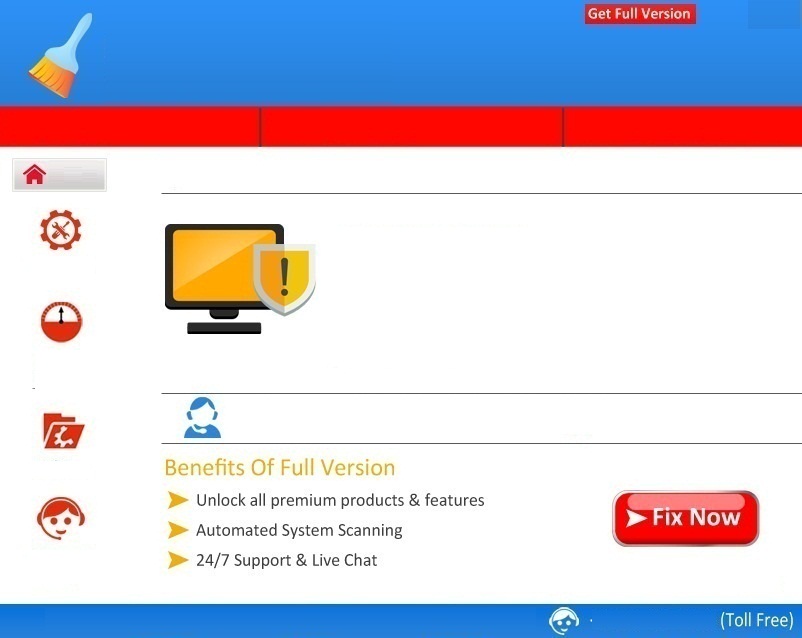 Get Full Version
Benefits Of Full Version
Unlock all premium products & features
Automated System Scanning
24/7 Support & Live Chat
Fix Now
(Toll Free)